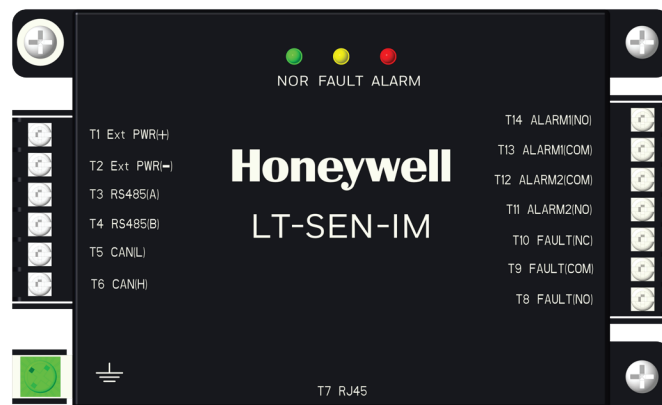 NOR FAULT ALARM
T1 Ext PWR(+)
T2 Ext PWR(-)
T3 RS485(A)
T4 RS485(B)
T5 CAN(L)
T6 CAN(H)
Honeywell
LT-SEN-IM
T14 ALARM1(NO)
T13 ALARM1(COM)
T12 ALARM2(COM)
T11 ALARM2(NO)
T10 FAULT(NC)
T9 FAULT(COM)
T8 FAULT(NO)
T7 RJ45